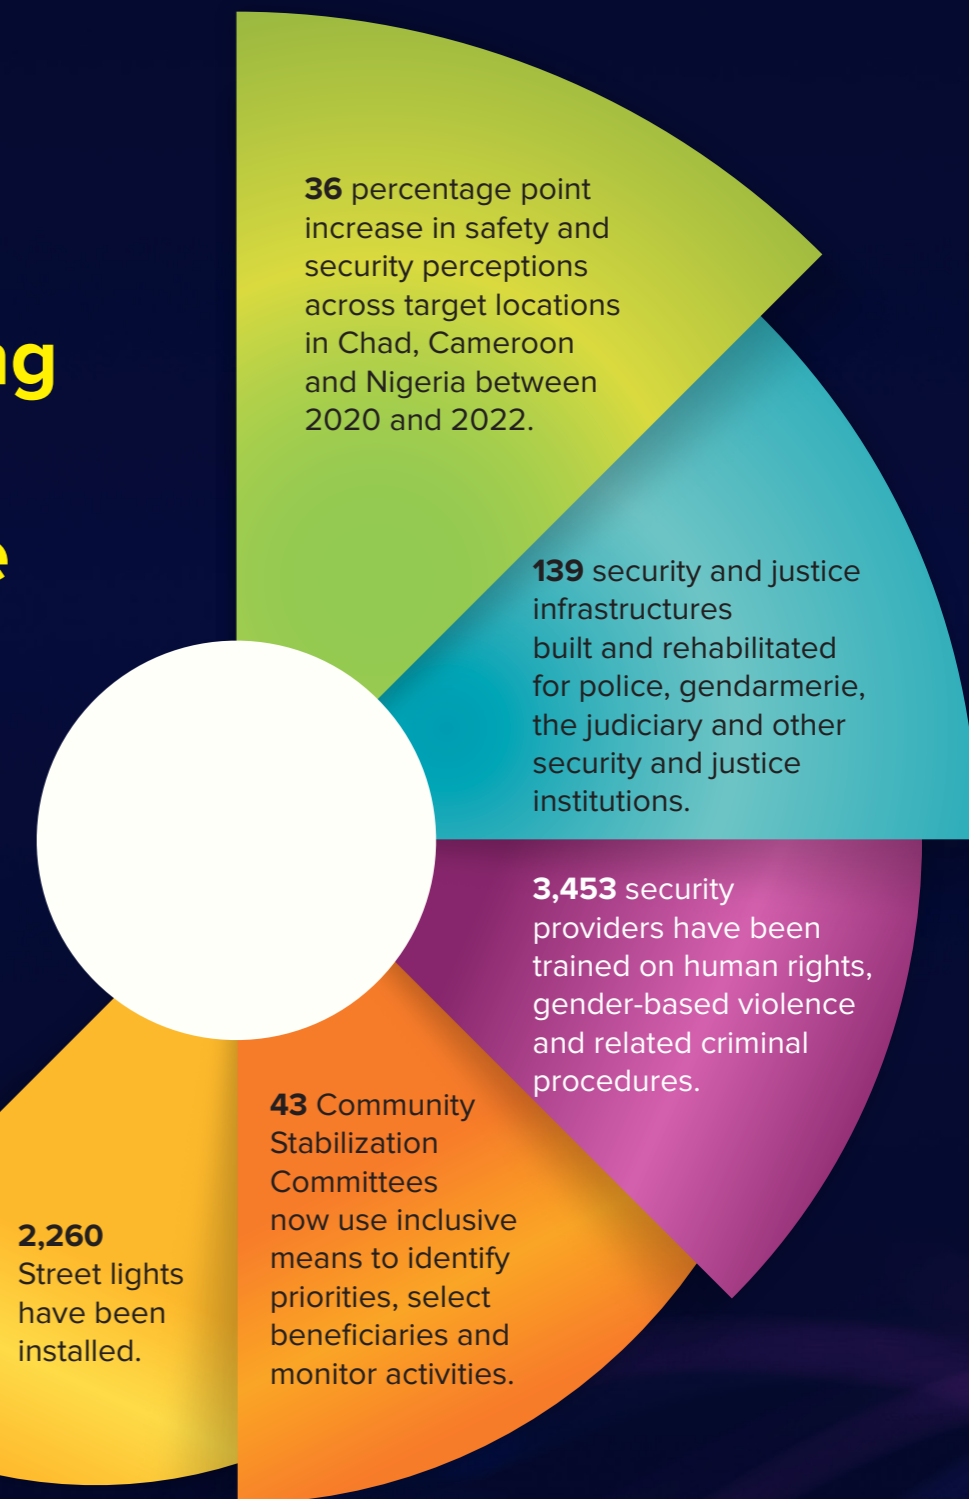 36 percentage point
increase in safety and
security perceptions
across target locations
in Chad, Cameroon
and Nigeria between
2020 and 2022.
139 security and justice
infrastructures
built and rehabilitated
for police, gendarmerie,
the judiciary and other
security and justice
institutions.
3,453 security
providers have been
trained on human rights,
gender-based violence
and related criminal
procedures.
43 Community
Stabilization
Committees
now use inclusive
means to identify
priorities, select
beneficiaries and
monitor activities.
2,260
Street lights
have been
installed.